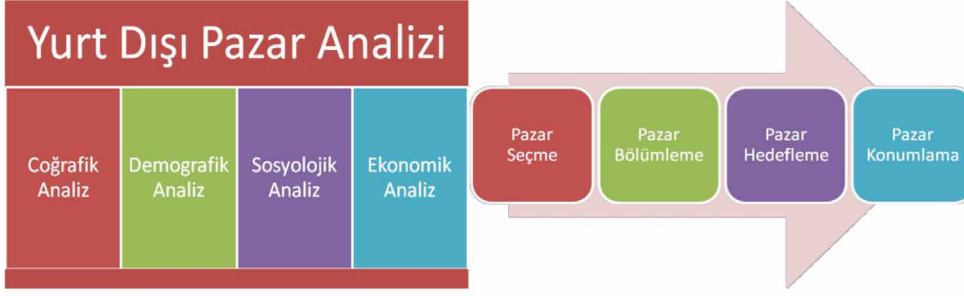 Yurt Dışı Pazar Analizi
Coğrafik
Analiz
Demografik
Analiz
Sosyolojik
Analiz
Ekonomik
Analiz
Pazar
Seçme
Pazar
Bölümleme
Pazar
Hedefleme
Pazar
Konumlama